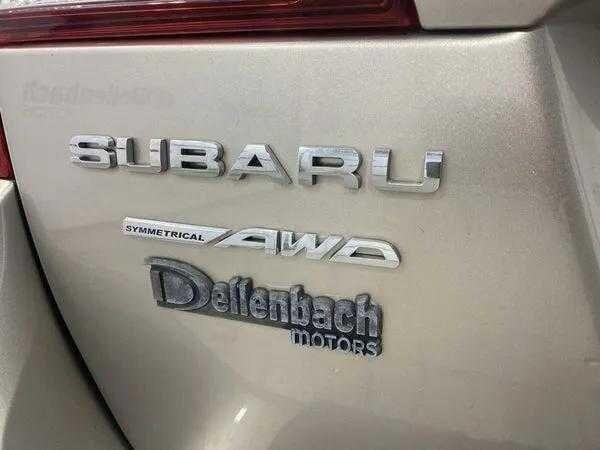 SUBARU
SYMMETRICAL AWD
Dellenbach
MOTORS